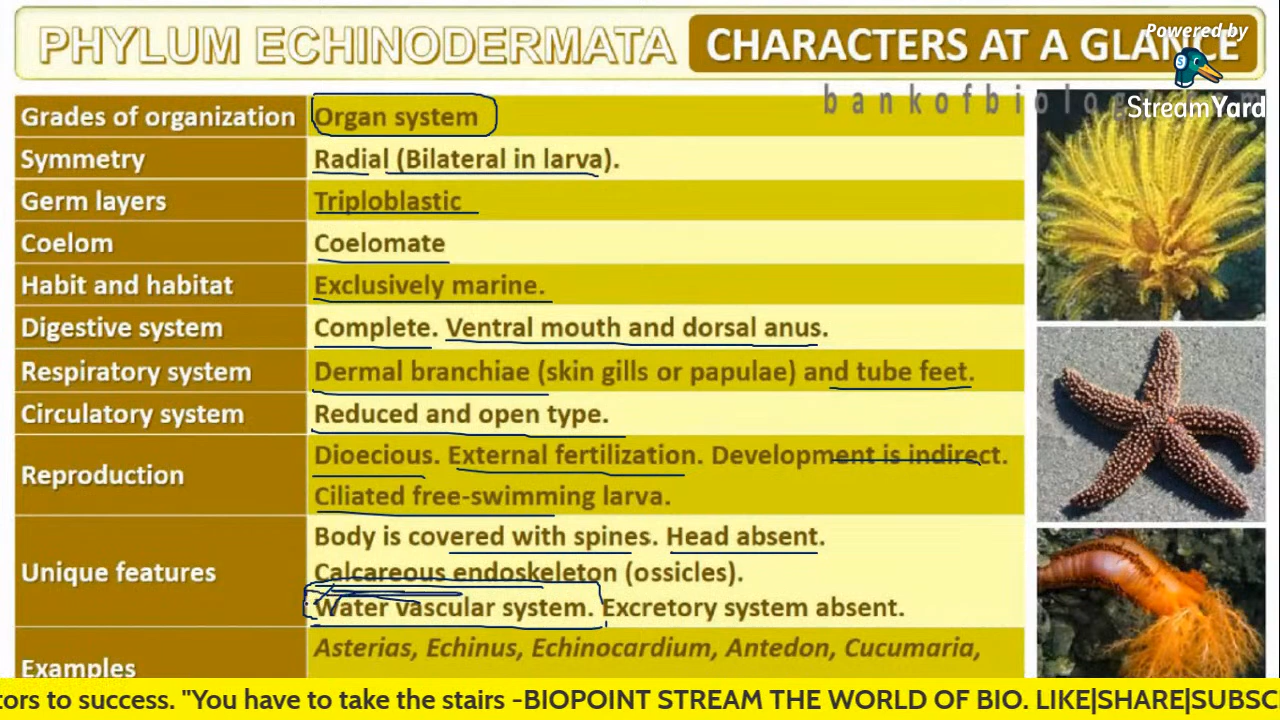 PHYLUM ECHINODERMATA CHARACTERS AT A GLANCE
Powered by
StreamYard
bankofbiolog m
Grades of organization Organ system
Symmetry Radial (Bilateral in larva).
Germ layers Triploblastic
Coelom Coelomate
Habit and habitat Exclusively marine.
Digestive system Complete. Ventral mouth and dorsal anus.
Respiratory system Dermal branchiae (skin gills or papulae) and tube feet.
Circulatory system Reduced and open type.
Reproduction Dioecious. External fertilization. Development is indirect.
Ciliated free-swimming larva.
Unique features Body is covered with spines. Head absent.
Calcareous endoskeleton (ossicles).
Water vascular system. Excretory system absent.
Examples Asterias, Echinus, Echinocardium, Antedon, Cucumaria,
tors to success. "You have to take the stairs -BIOPOINT STREAM THE WORLD OF BIO. LIKE|SHARE|SUBSC